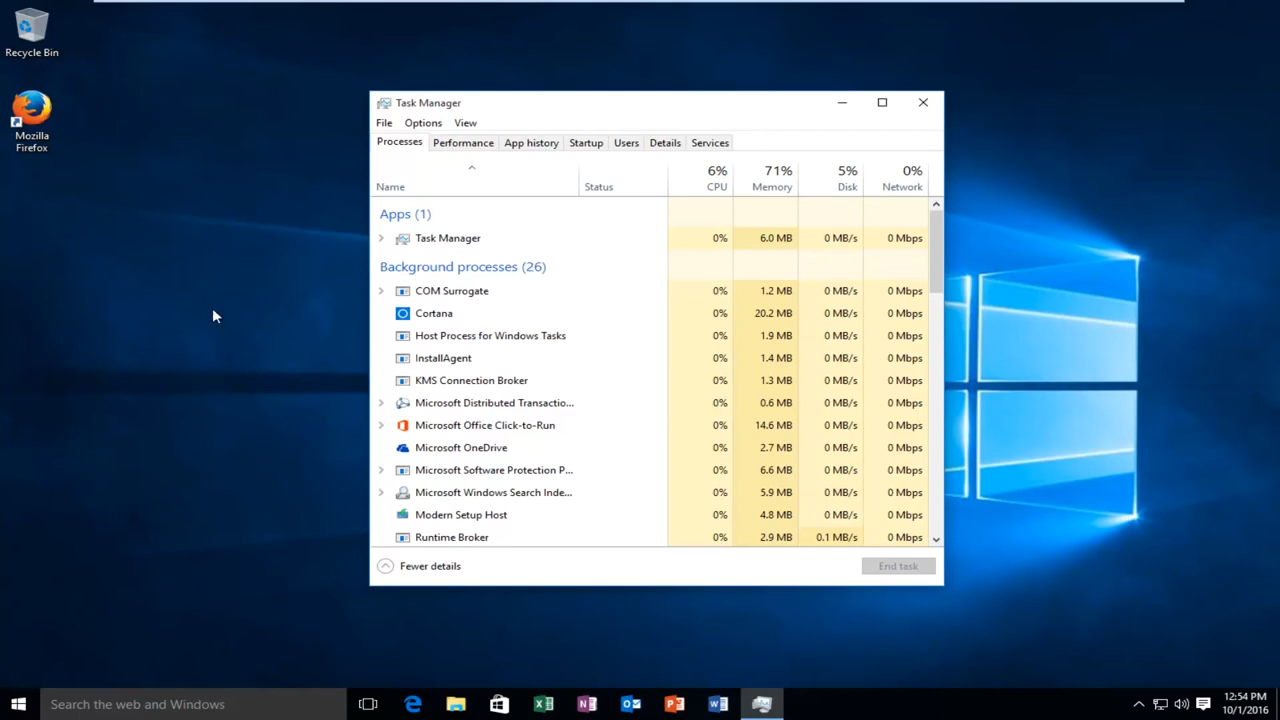 Recycle Bin
Mozilla
Firefox
Task Manager
File Options View
Processes Performance App history Startup Users Details Services
6% 71% 5% 0%
Name Status CPU Memory Disk Network
Apps (1)
Task Manager 0% 6.0 MB 0 MB/s 0 Mbps
Background processes (26)
COM Surrogate 0% 1.2 MB 0 MB/s 0 Mbps
Cortana 0% 20.2 MB 0 MB/s 0 Mbps
Host Process for Windows Tasks 0% 1.9 MB 0 MB/s 0 Mbps
InstallAgent 0% 1.4 MB 0 MB/s 0 Mbps
KMS Connection Broker 0% 1.3 MB 0 MB/s 0 Mbps
Microsoft Distributed Transactio... 0% 0.6 MB 0 MB/s 0 Mbps
Microsoft Office Click-to-Run 0% 14.6 MB 0 MB/s 0 Mbps
Microsoft OneDrive 0% 2.7 MB 0 MB/s 0 Mbps
Microsoft Software Protection P... 0% 6.6 MB 0 MB/s 0 Mbps
Microsoft Windows Search Inde... 0% 5.9 MB 0 MB/s 0 Mbps
Modern Setup Host 0% 4.8 MB 0 MB/s 0 Mbps
Runtime Broker 0% 2.9 MB 0.1 MB/s 0 Mbps
Fewer details End task
Search the web and Windows
12:54 PM
10/1/2016